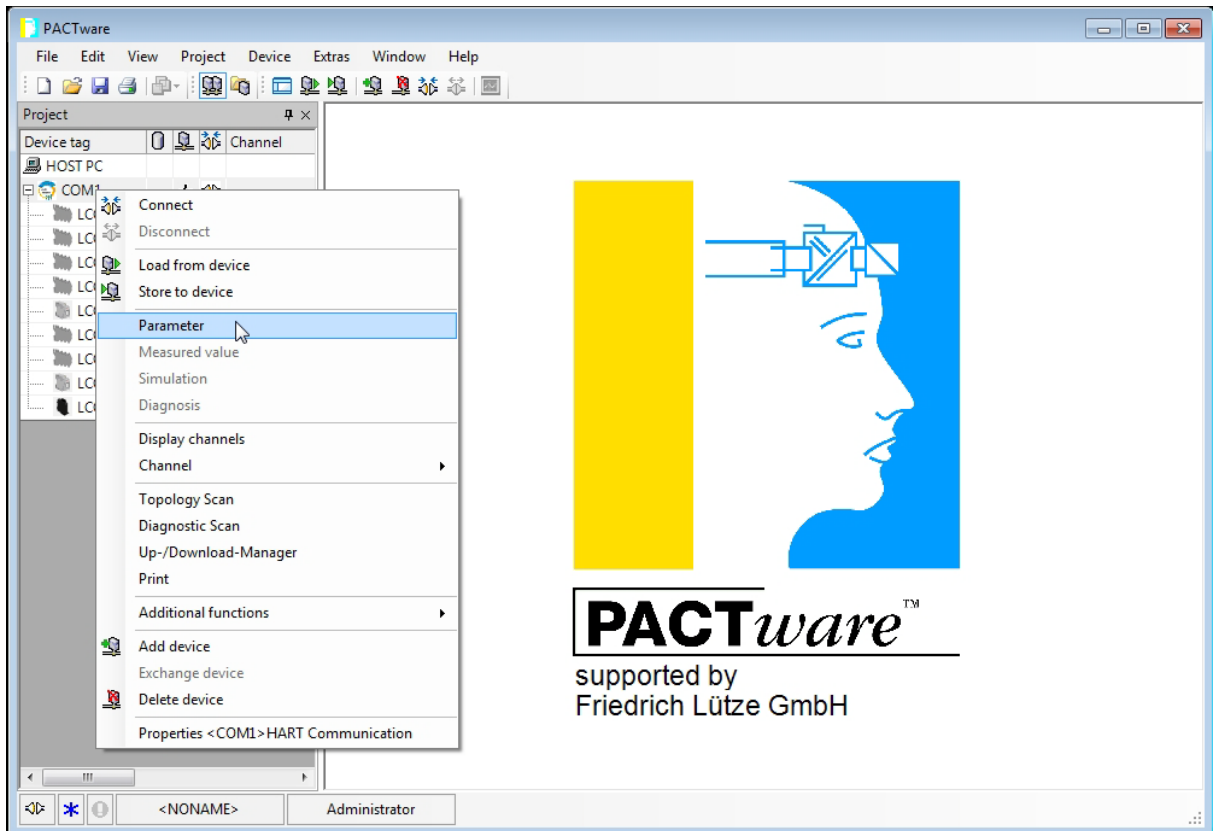 PACTware
File Edit View Project Device Extras Window Help
Project
Device tag Channel
HOST PC
COM1
Connect
Disconnect
Load from device
Store to device
Parameter
Measured value
Simulation
Diagnosis
Display channels
Channel
Topology Scan
Diagnostic Scan
Up-/Download-Manager
Print
Additional functions
Add device
Exchange device
Delete device
Properties <COM1>HART Communication
PACTware™
supported by
Friedrich Lütze GmbH
<NONAME> Administrator